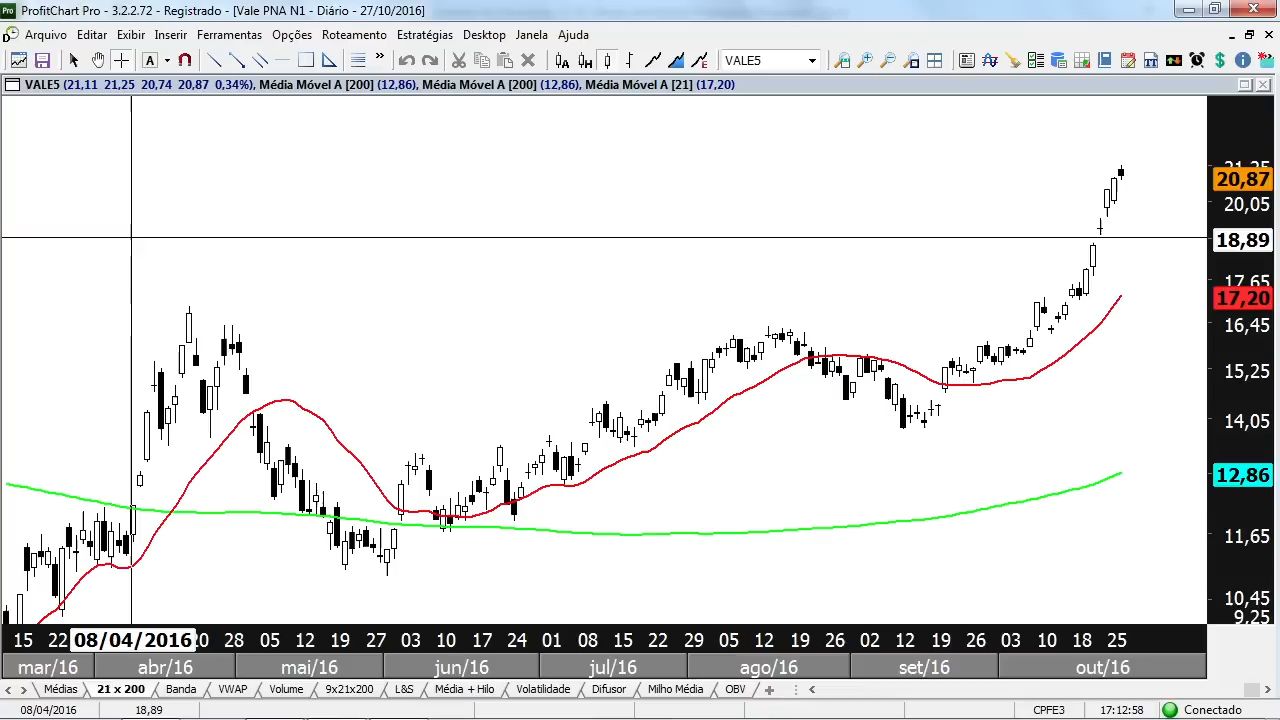 Pro ProfitChart Pro - 3.2.2.72 - Registrado - [Vale PNA N1 - Diário - 27/10/2016]
Arquivo Editar Exibir Inserir Ferramentas Opções Roteamento Estratégias Desktop Janela Ajuda
A VALE5
VALE5 (21,11 21,25 20,74 20,87 0,34%), Média Móvel A [200] (12,86), Média Móvel A [200] (12,86), Média Móvel A [21] (17,20)
21,25
20,87
20,05
18,89
17,65
17,20
16,45
15,25
14,05
12,86
11,65
10,45
9,25
15 22 08/04/2016 20 28 05 12 19 27 03 10 17 24 01 08 15 22 29 05 12 19 26 02 12 19 26 03 10 18 25
mar/16 abr/16 mai/16 jun/16 jul/16 ago/16 set/16 out/16
Médias 21 x 200 Banda VWAP Volume 9x21x200 L&S Média + Hilo Volatilidade Difusor Milho Média OBV
08/04/2016 18,89 CPFE3 17:12:58 Conectado